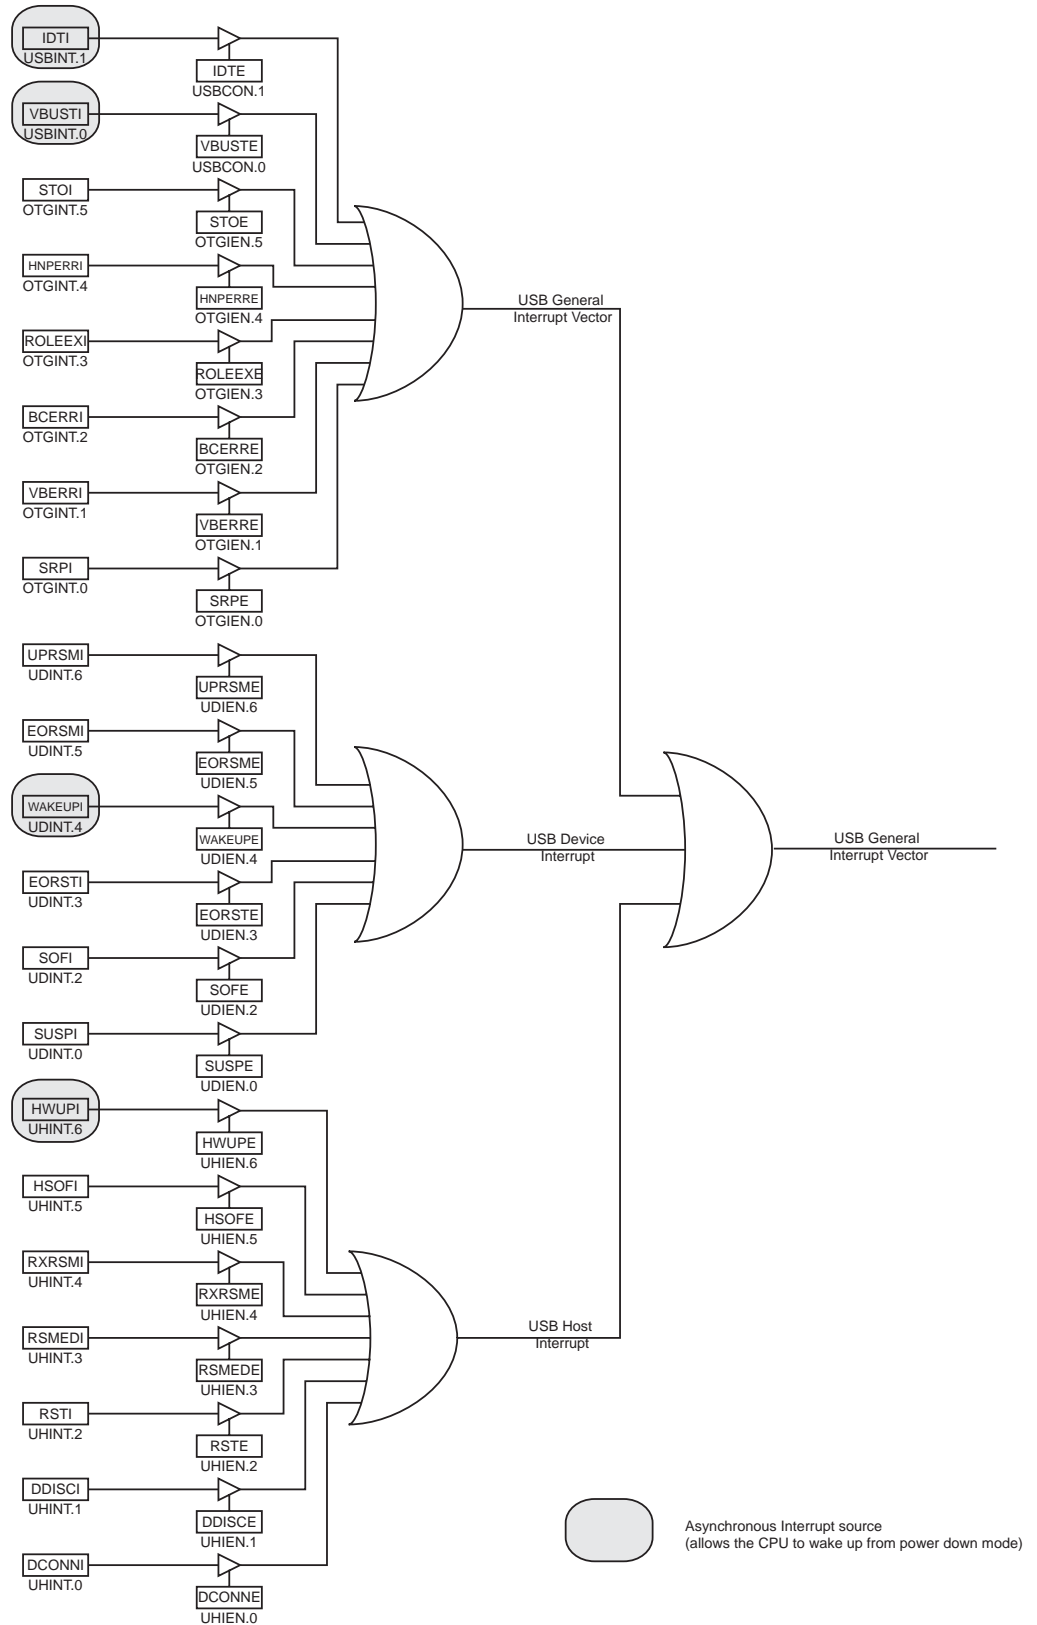 IDTI
USBINT.1
IDTE
USBCON.1
VBUSTI
USBINT.0
VBUSTE
USBCON.0
STOI
OTGINT.5
STOE
OTGIEN.5
HNPERRI
OTGINT.4
HNPERRE
OTGIEN.4
ROLEEXI
OTGINT.3
ROLEEXE
OTGIEN.3
BCERRI
OTGINT.2
BCERRE
OTGIEN.2
VBERRI
OTGINT.1
VBERRE
OTGIEN.1
SRPI
OTGINT.0
SRPE
OTGIEN.0
USB General
Interrupt Vector
UPRSMI
UDINT.6
UPRSME
UDIEN.6
EORSMI
UDINT.5
EORSME
UDIEN.5
WAKEUPI
UDINT.4
WAKEUPE
UDIEN.4
EORSTI
UDINT.3
EORSTE
UDIEN.3
SOFI
UDINT.2
SOFE
UDIEN.2
SUSPI
UDINT.0
SUSPE
UDIEN.0
USB Device
Interrupt
USB General
Interrupt Vector
HWUPI
UHINT.6
HWUPE
UHIEN.6
HSOFI
UHINT.5
HSOFE
UHIEN.5
RXRSMI
UHINT.4
RXRSME
UHIEN.4
RSMEDI
UHINT.3
RSMEDE
UHIEN.3
RSTI
UHINT.2
RSTE
UHIEN.2
DDISCI
UHINT.1
DDISCE
UHIEN.1
DCONNI
UHINT.0
DCONNE
UHIEN.0
USB Host
Interrupt
Asynchronous Interrupt source
(allows the CPU to wake up from power down mode)